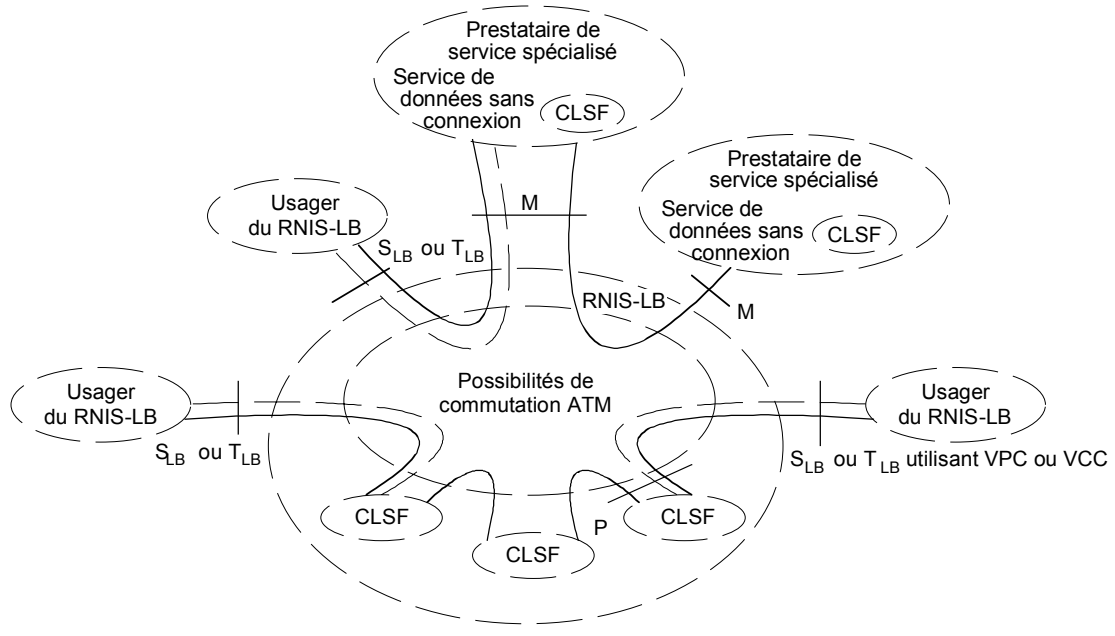 Prestataire de
service spécialisé
Service de
données sans
connexion
CLSF
Prestataire de
service spécialisé
Service de
données sans
connexion
CLSF
Usager
du RNIS-LB
M
SLB ou TLB
RNIS-LB
M
Possibilités de
commutation ATM
Usager
du RNIS-LB
SLB ou TLB
Usager
du RNIS-LB
SLB ou TLB utilisant VPC ou VCC
CLSF
CLSF
P
CLSF